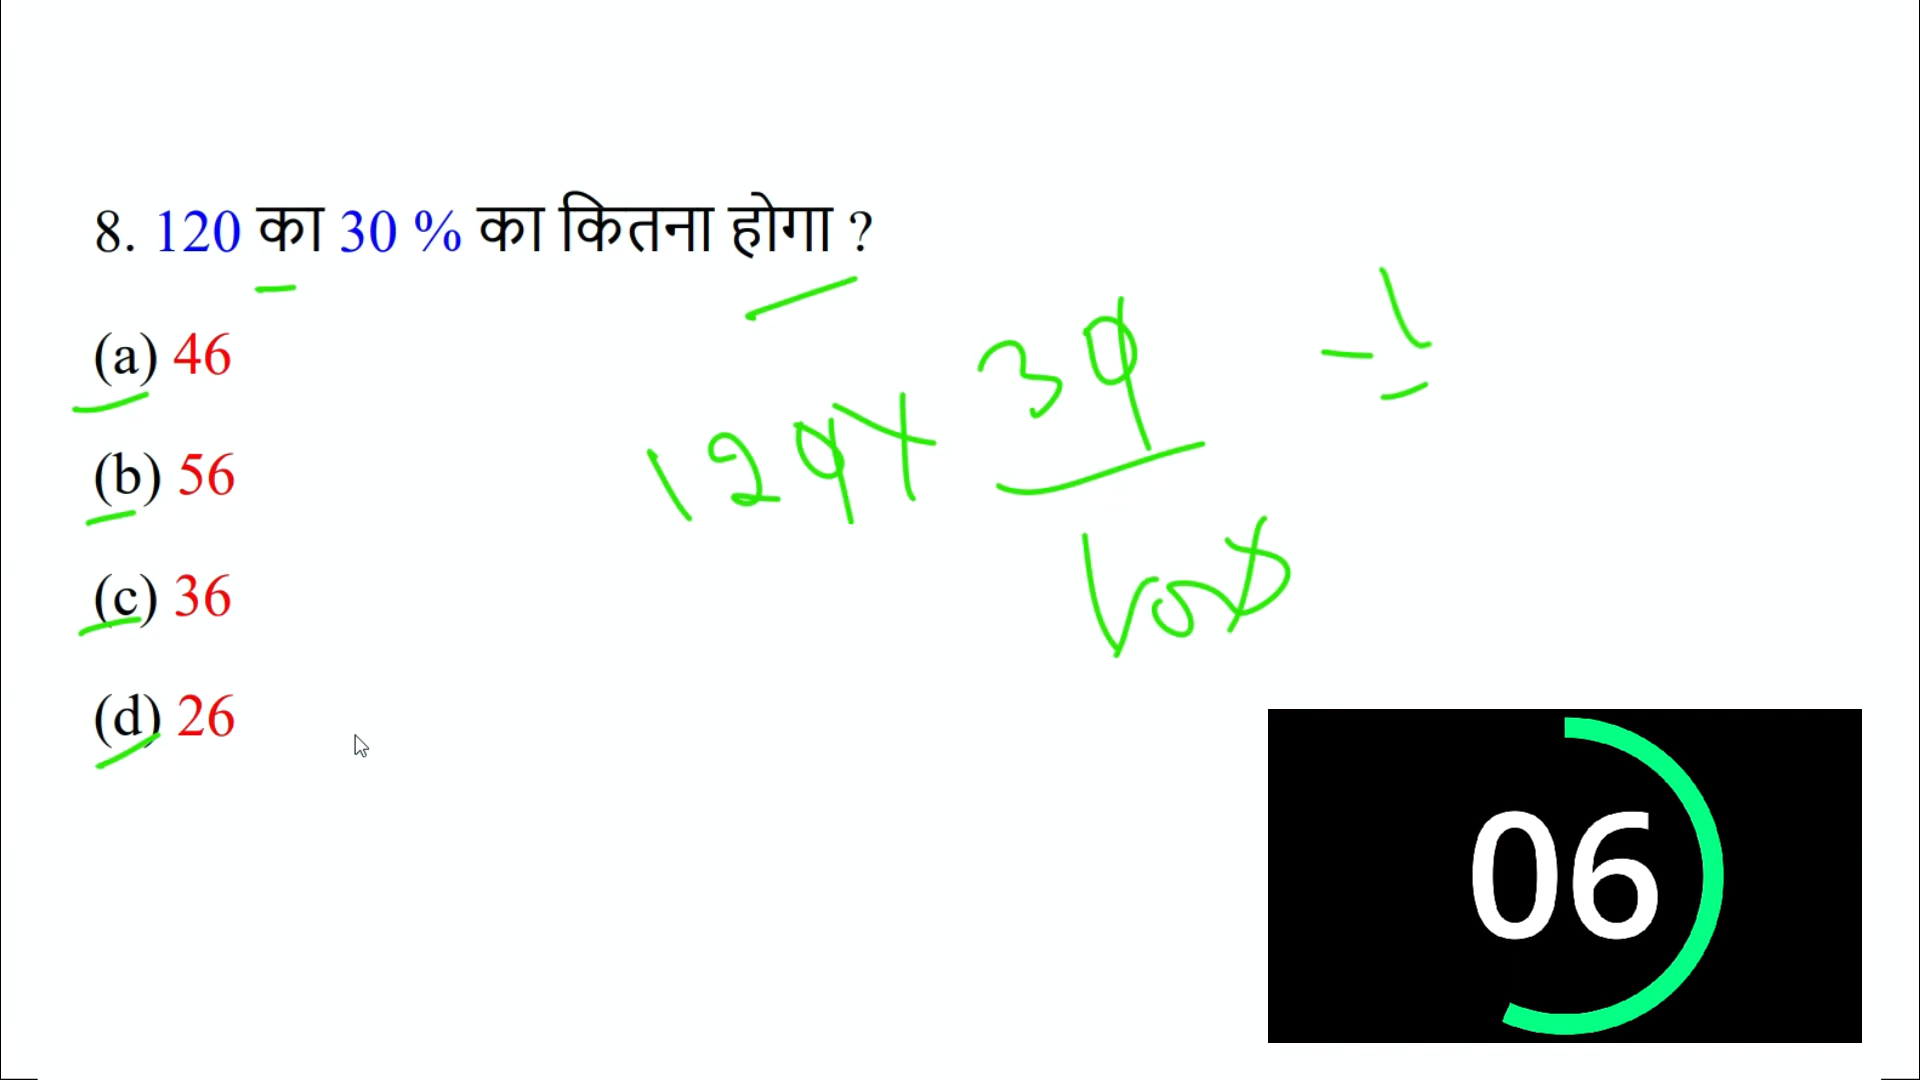 8. 120 का 30 % का कितना होगा ?
(a) 46
(b) 56
(c) 36
(d) 26
120 × 30
100
06